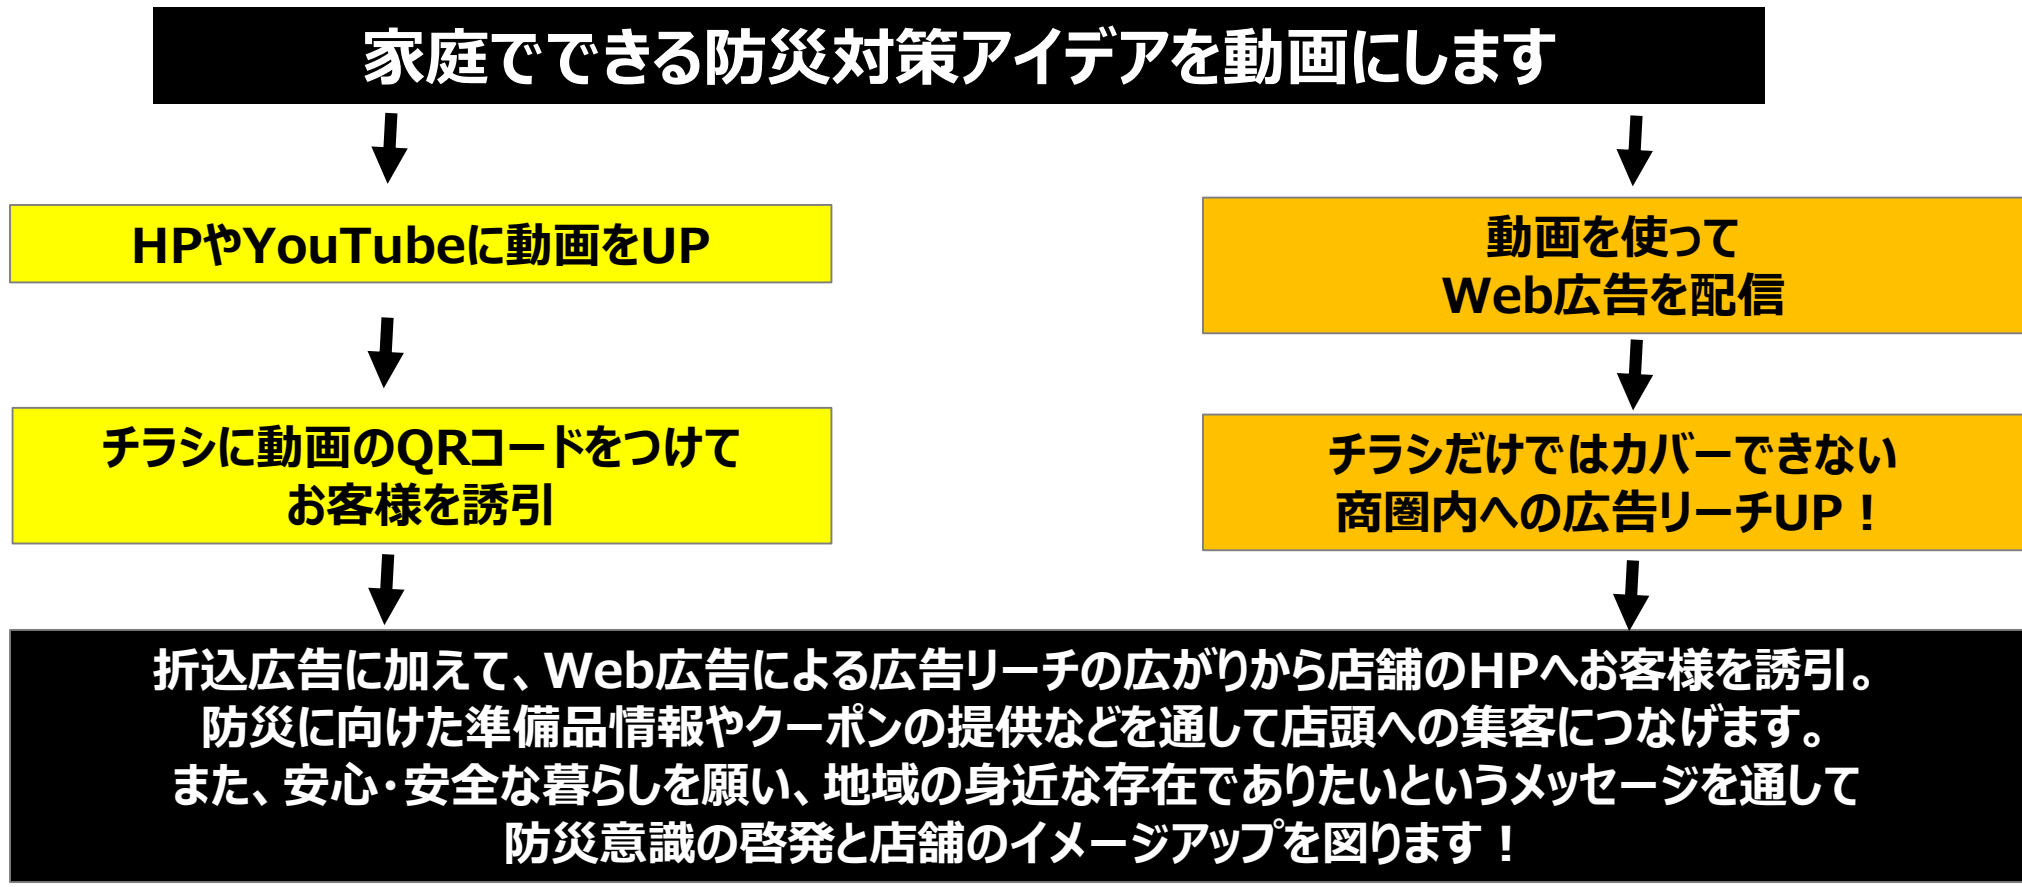 家庭でできる防災対策アイデアを動画にします
HPやYouTubeに動画をUP
チラシに動画のQRコードをつけて
お客様を誘引
動画を使って
Web広告を配信
チラシだけではカバーできない
商圏内への広告リーチUP！
折込広告に加えて、Web広告による広告リーチの広がりから店舗のHPへお客様を誘引。
防災に向けた準備品情報やクーポンの提供などを通して店頭への集客につなげます。
また、安心・安全な暮らしを願い、地域の身近な存在でありたいというメッセージを通して
防災意識の啓発と店舗のイメージアップを図ります！